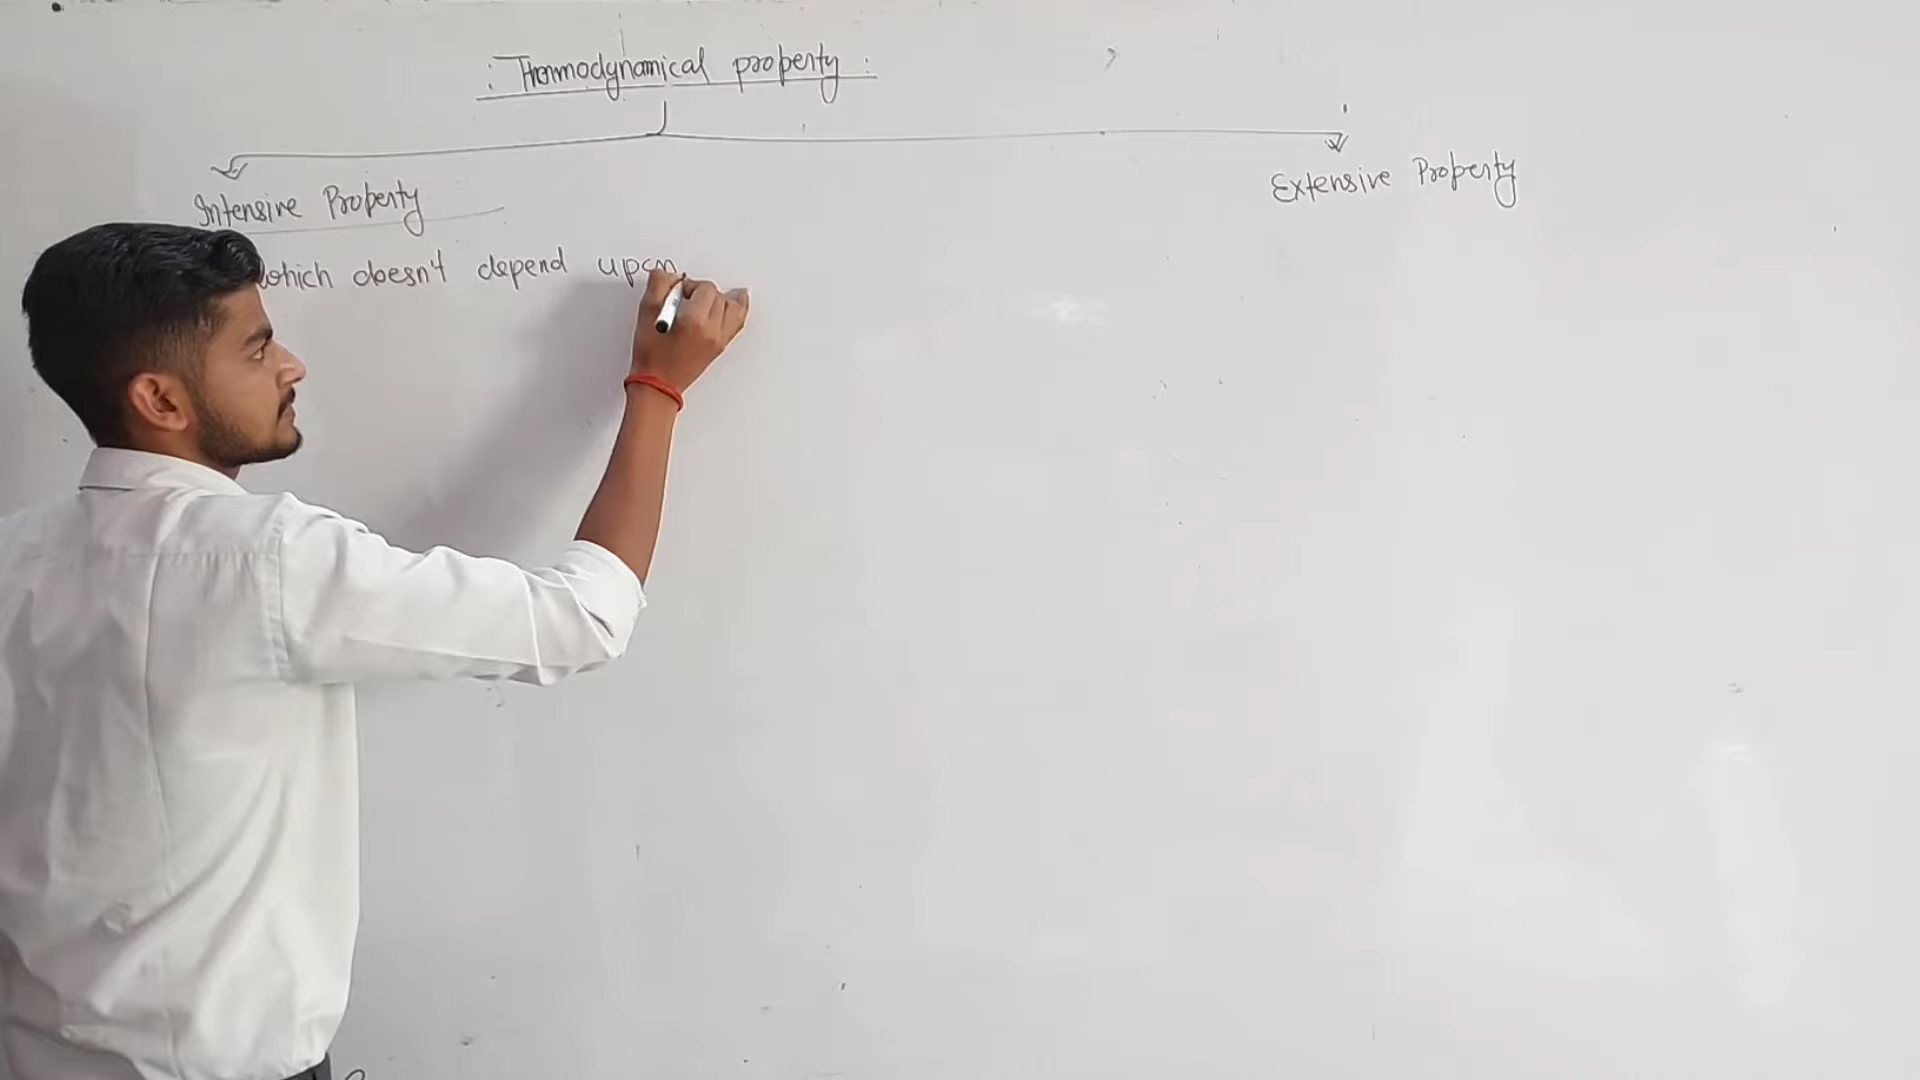 : Thermodynamical property :
Intensive Property
Extensive Property
which doesn't depend upon